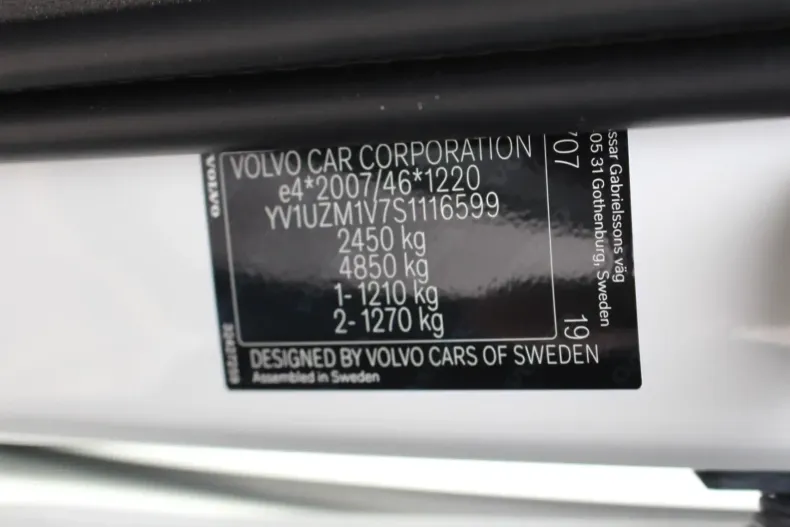 VOLVO
VOLVO CAR CORPORATION
e4*2007/46*1220
YV1UZM1V7S1116599
2450 kg
4850 kg
1- 1210 kg
2- 1270 kg
DESIGNED BY VOLVO CARS OF SWEDEN
Assembled in Sweden
707
19
ssar Gabrielssons väg
05 31 Gothenburg, Sweden